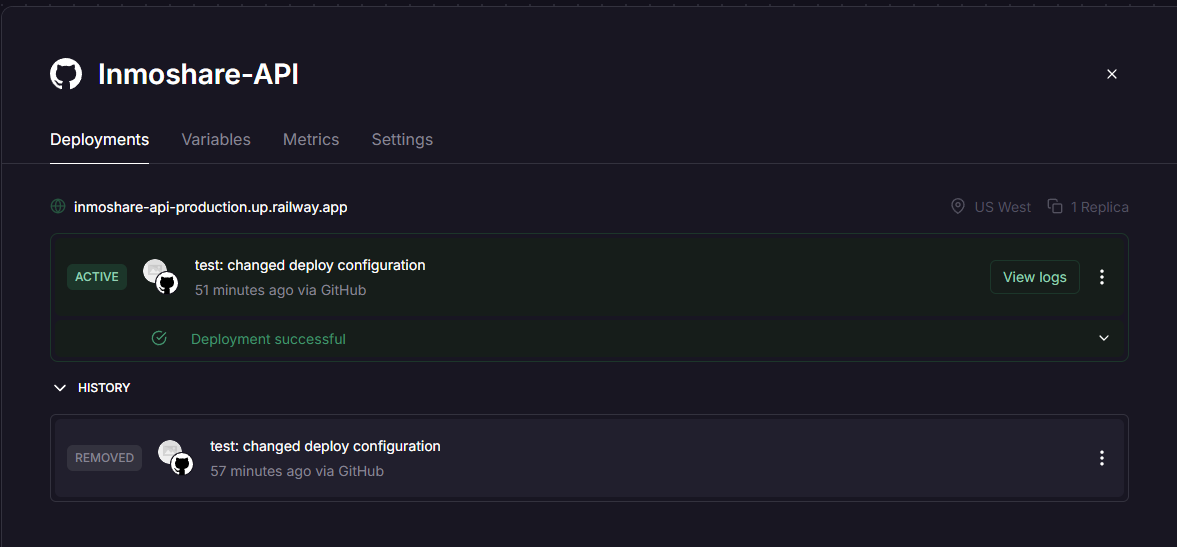 Inmoshare-API
Deployments Variables Metrics Settings
inmoshare-api-production.up.railway.app US West 1 Replica
ACTIVE test: changed deploy configuration View logs
51 minutes ago via GitHub
Deployment successful
HISTORY
REMOVED test: changed deploy configuration
57 minutes ago via GitHub